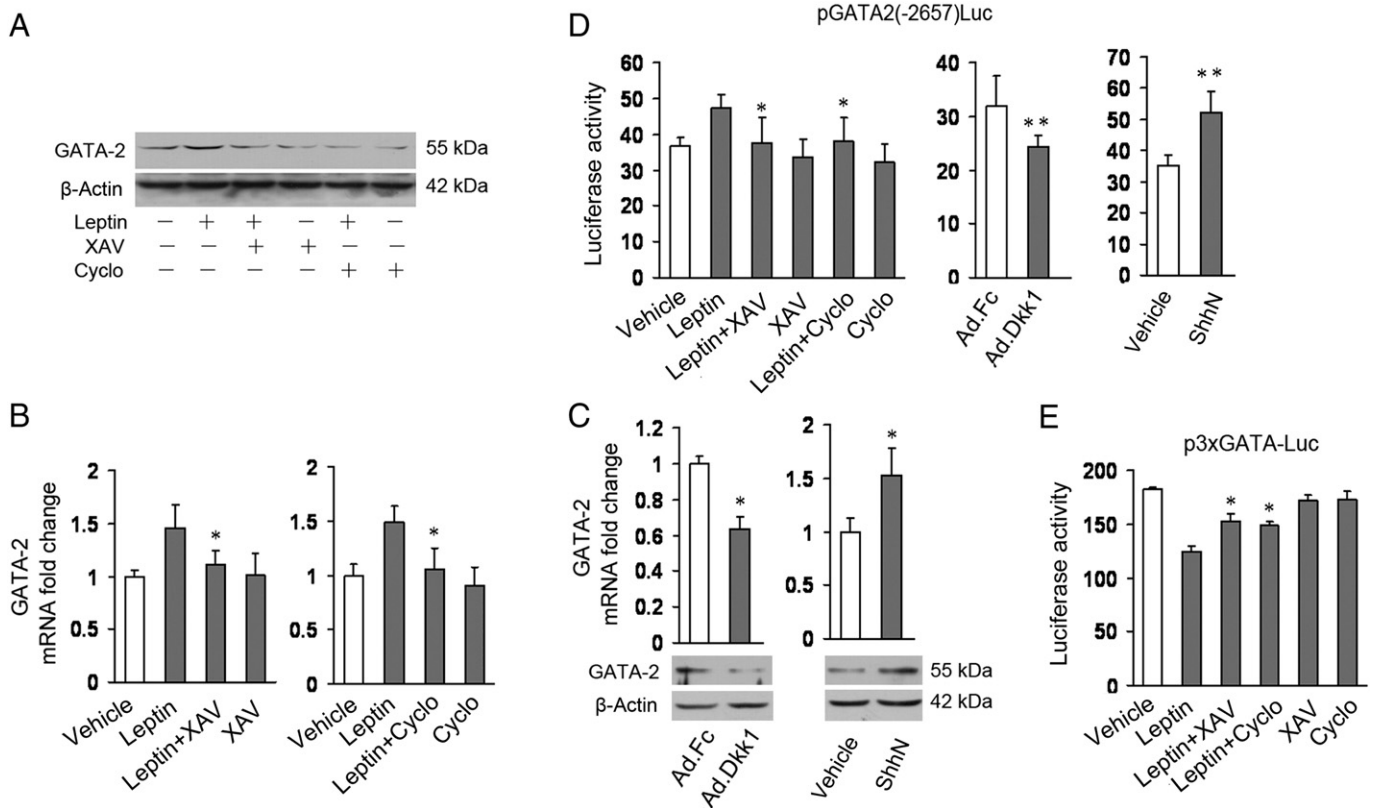 A
GATA-2
55 kDa
β-Actin
42 kDa
Leptin − + + − + −
XAV − − + + − −
Cyclo − − − − + +
B
GATA-2
mRNA fold change
2
1.5
1
0.5
0
Vehicle
Leptin
Leptin+XAV
XAV
*
2
1.5
1
0.5
0
Vehicle
Leptin
Leptin+Cyclo
Cyclo
*
C
GATA-2
mRNA fold change
1.2
1
0.8
0.6
0.4
0.2
0
*
2
1.5
1
0.5
0
*
GATA-2
55 kDa
β-Actin
42 kDa
Ad.Fc
Ad.Dkk1
Vehicle
ShhN
D
pGATA2(-2657)Luc
Luciferase activity
60
50
40
30
20
10
0
* *
Vehicle
Leptin
Leptin+XAV
XAV
Leptin+Cyclo
Cyclo
40
30
20
10
0
**
Ad.Fc
Ad.Dkk1
70
60
50
40
30
20
10
0
**
Vehicle
ShhN
E
p3xGATA-Luc
Luciferase activity
200
150
100
50
0
* *
Vehicle
Leptin
Leptin+XAV
Leptin+Cyclo
XAV
Cyclo